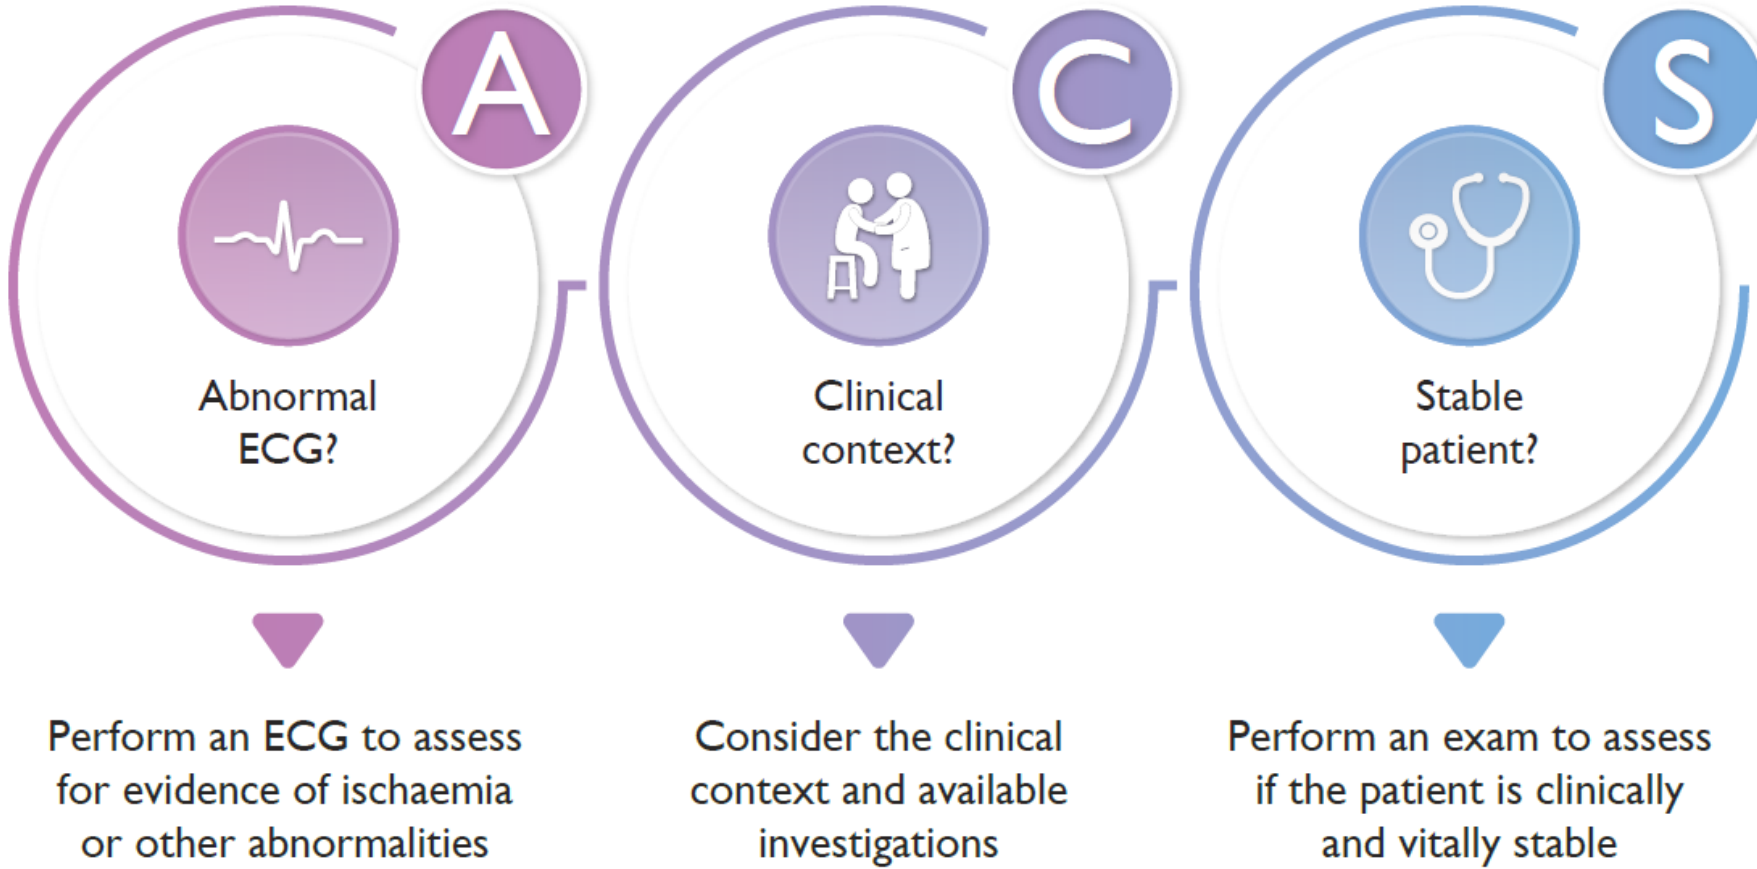 A
Abnormal
ECG?
Perform an ECG to assess
for evidence of ischaemia
or other abnormalities
C
Clinical
context?
Consider the clinical
context and available
investigations
S
Stable
patient?
Perform an exam to assess
if the patient is clinically
and vitally stable